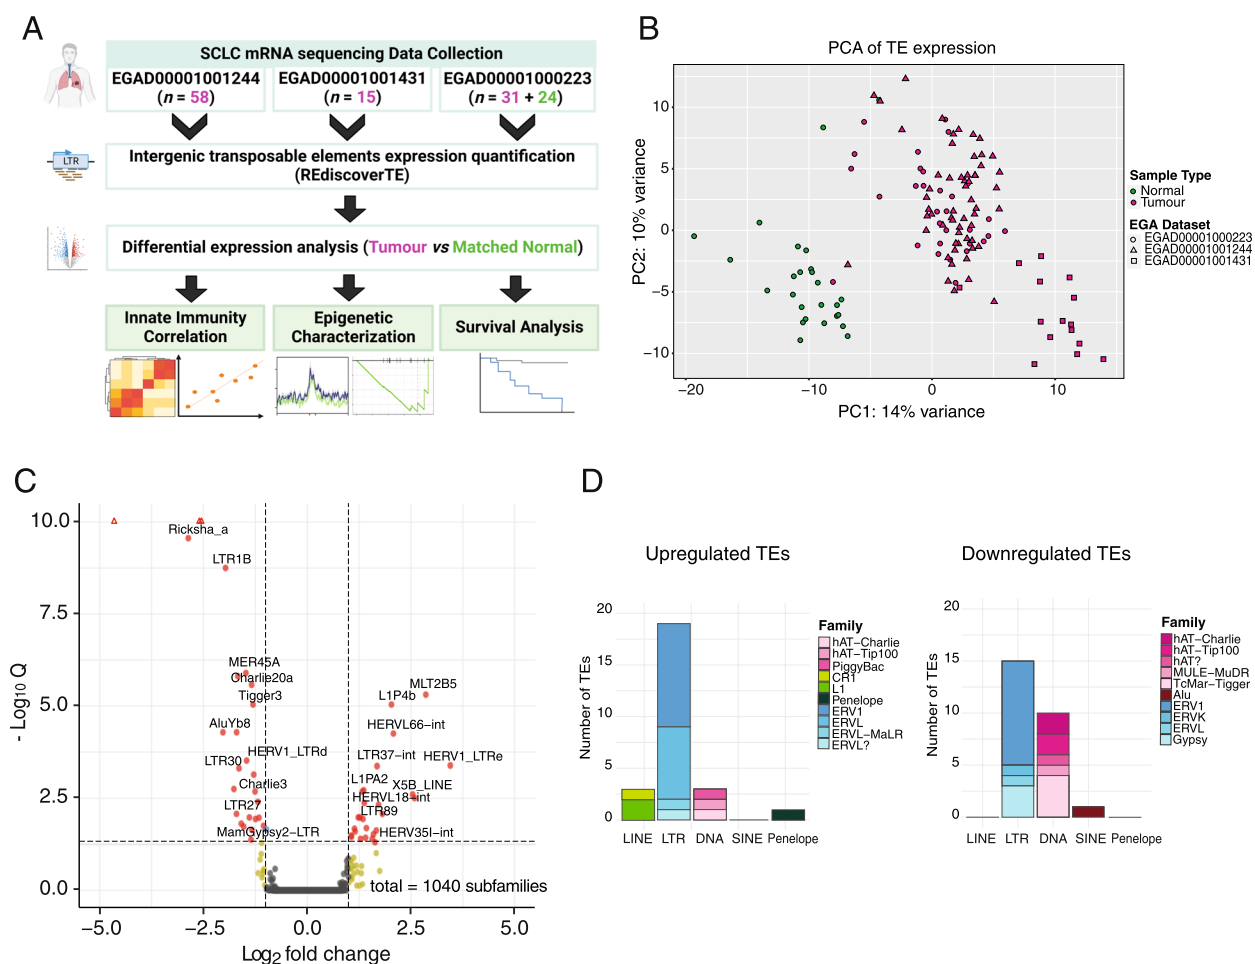 A
SCLC mRNA sequencing Data Collection
EGAD00001001244
(n = 58)
EGAD00001001431
(n = 15)
EGAD00001000223
(n = 31 + 24)
LTR
Intergenic transposable elements expression quantification
(REdiscoverTE)
Differential expression analysis (Tumour vs Matched Normal)
Innate Immunity
Correlation
Epigenetic
Characterization
Survival Analysis
B
PCA of TE expression
PC2: 10% variance
10
5
0
−5
−10
−20
−10
0
10
PC1: 14% variance
Sample Type
Normal
Tumour
EGA Dataset
EGAD00001000223
EGAD00001001244
EGAD00001001431
C
- Log10 Q
10.0
7.5
5.0
2.5
0.0
Ricksha_a
LTR1B
MER45A
Charlie20a
Tigger3
AluYb8
HERV1_LTRd
LTR30
Charlie3
LTR27
MamGypsy2−LTR
MLT2B5
L1P4b
HERVL66−int
LTR37−int
HERV1_LTRe
L1PA2
X5B_LINE
HERVL18−int
LTR89
HERV35I−int
total = 1040 subfamilies
−5.0
−2.5
0.0
2.5
5.0
Log2 fold change
D
Upregulated TEs
Number of TEs
20
15
10
5
0
LINE
LTR
DNA
SINE
Penelope
Family
hAT−Charlie
hAT−Tip100
PiggyBac
CR1
L1
Penelope
ERV1
ERVL
ERVL−MaLR
ERVL?
Downregulated TEs
Number of TEs
20
15
10
5
0
LINE
LTR
DNA
SINE
Penelope
Family
hAT−Charlie
hAT−Tip100
hAT?
MULE−MuDR
TcMar−Tigger
Alu
ERV1
ERVK
ERVL
Gypsy